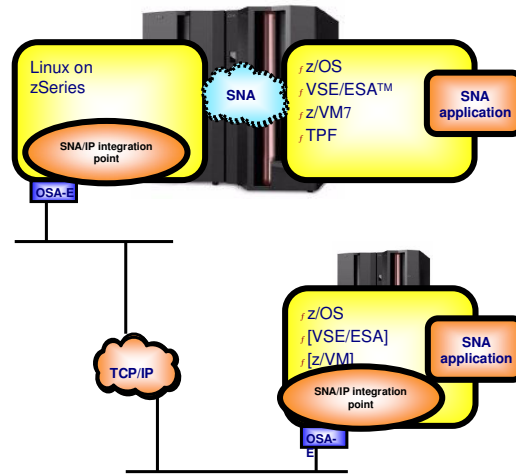 Linux on
zSeries
SNA/IP integration
point
OSA-E
SNA
ƒ z/OS
ƒ VSE/ESA™
ƒ z/VM7
ƒ TPF
SNA
application
TCP/IP
ƒ z/OS
ƒ [VSE/ESA]
ƒ [z/VM]
SNA
application
SNA/IP integration
point
OSA-
E